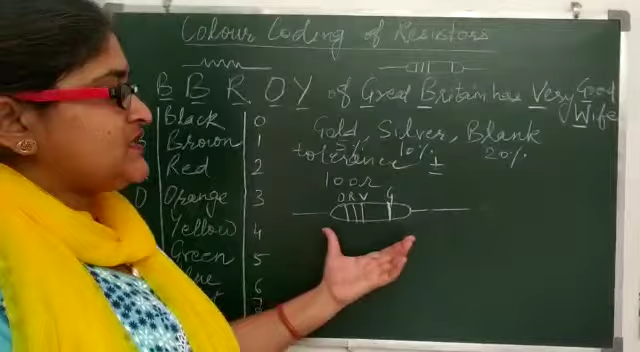 Colour Coding of Resistors
B B R O Y of Great Britain has Very Good Wife
Black 0
Brown 1
Red 2
O Orange 3
Yellow 4
Green 5
6
7
Gold, Silver, Blank
5% 10% 20%
tolerance ±
100Ω
O R V G